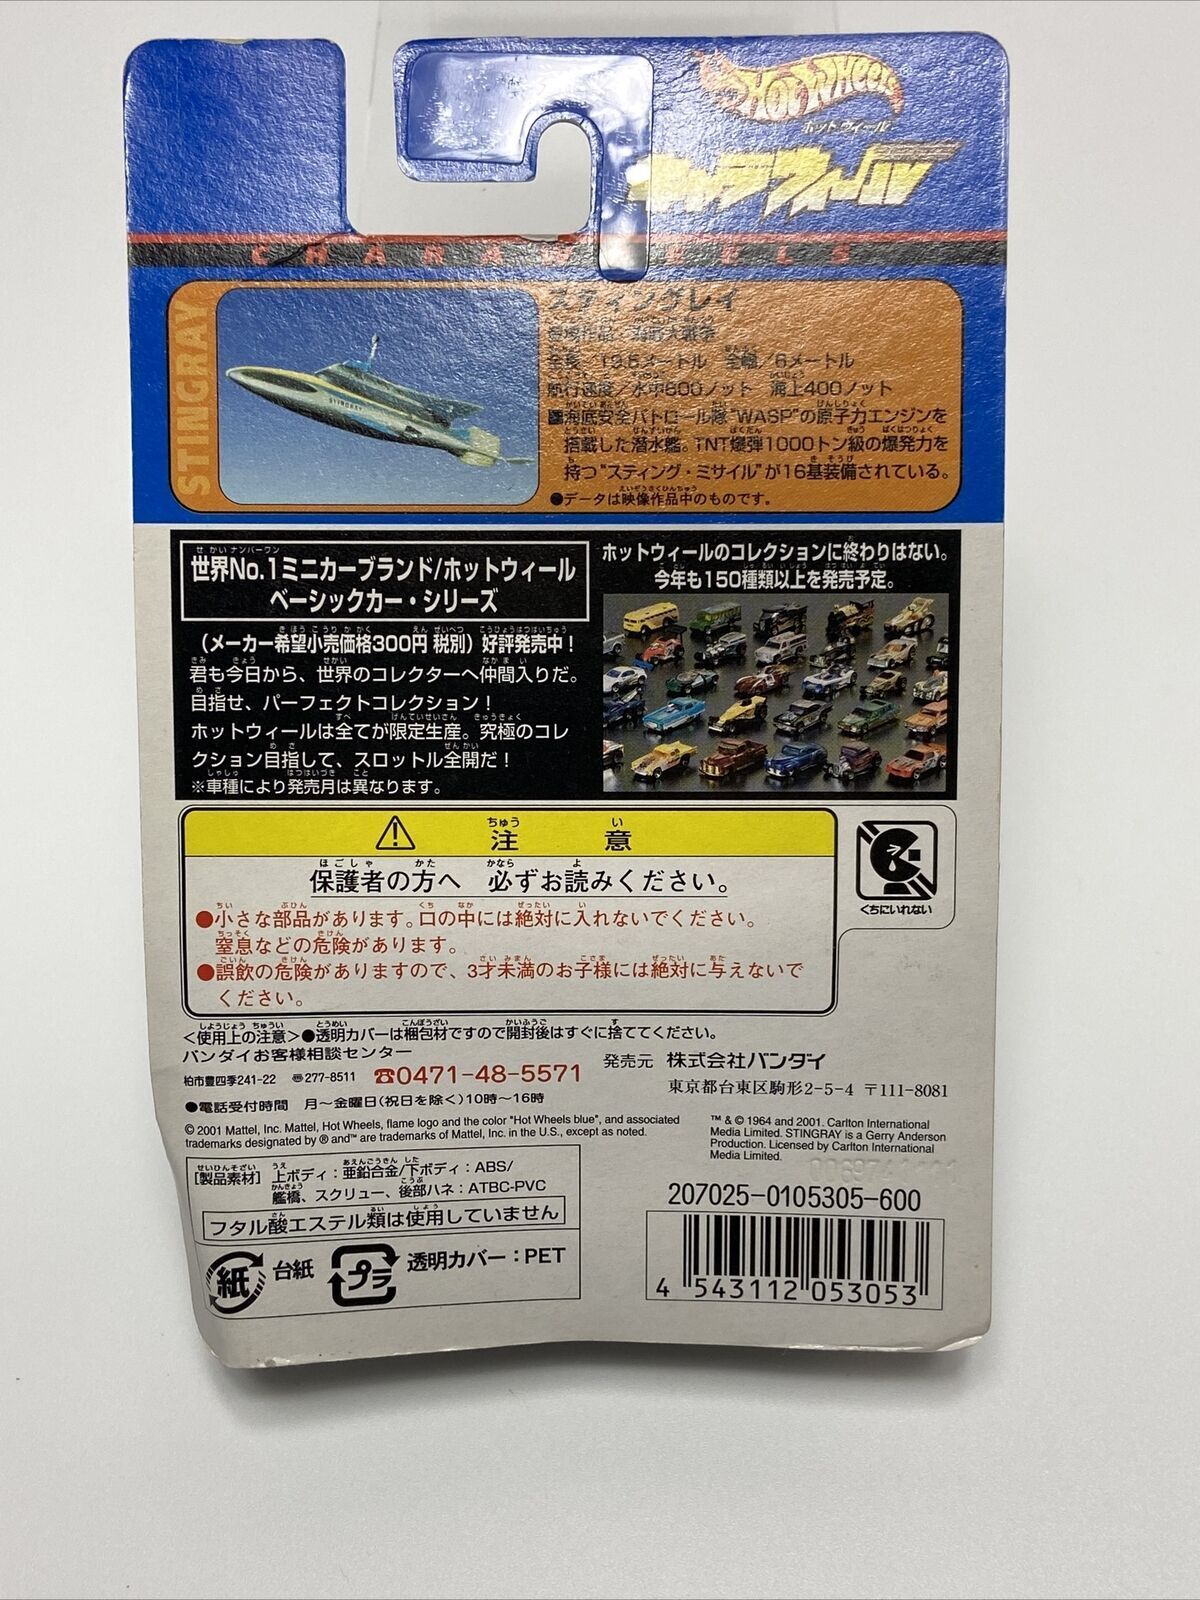 HOT WHEELS
ホットウィール
キャラウィール
CHARAWHEELS
STINGRAY
スティングレイ
登場作品/海底大戦争
全長/19.5メートル 全幅/6メートル
航行速度/水中600ノット 海上400ノット
■海底安全パトロール隊"WASP"の原子力エンジンを
搭載した潜水艦。TNT爆弾1000トン級の爆発力を
持つ"スティング・ミサイル"が16基装備されている。
●データは映像作品中のものです。
世界No.1ミニカーブランド/ホットウィール
ベーシックカー・シリーズ
(メーカー希望小売価格300円 税別)好評発売中!
君も今日から、世界のコレクターへ仲間入りだ。
目指せ、パーフェクトコレクション!
ホットウィールは全てが限定生産。究極のコレ
クション目指して、スロットル全開だ!
※車種により発売月は異なります。
ホットウィールのコレクションに終わりはない。
今年も150種類以上を発売予定。
注意
保護者の方へ 必ずお読みください。
●小さな部品があります。口の中には絶対に入れないでください。
窒息などの危険があります。
●誤飲の危険がありますので、3才未満のお子様には絶対に与えないで
ください。
くちにいれない
<使用上の注意>●透明カバーは梱包材ですので開封後はすぐに捨ててください。
バンダイお客様相談センター
柏市豊四季241-22 〠277-8511 ☎0471-48-5571
●電話受付時間 月～金曜日(祝日を除く)10時～16時
発売元 株式会社バンダイ
東京都台東区駒形2-5-4 〒111-8081
© 2001 Mattel, Inc. Mattel, Hot Wheels, flame logo and the color "Hot Wheels blue", and associated
trademarks designated by ® and™ are trademarks of Mattel, Inc. in the U.S., except as noted.
™ & © 1964 and 2001. Carlton International
Media Limited. STINGRAY is a Gerry Anderson
Production. Licensed by Carlton International
Media Limited.
[製品素材] 上ボディ:亜鉛合金/下ボディ:ABS/
艦橋、スクリュー、後部ハネ:ATBC-PVC
フタル酸エステル類は使用していません
紙 台紙 プラ 透明カバー:PET
207025-0105305-600
4 543112 053053